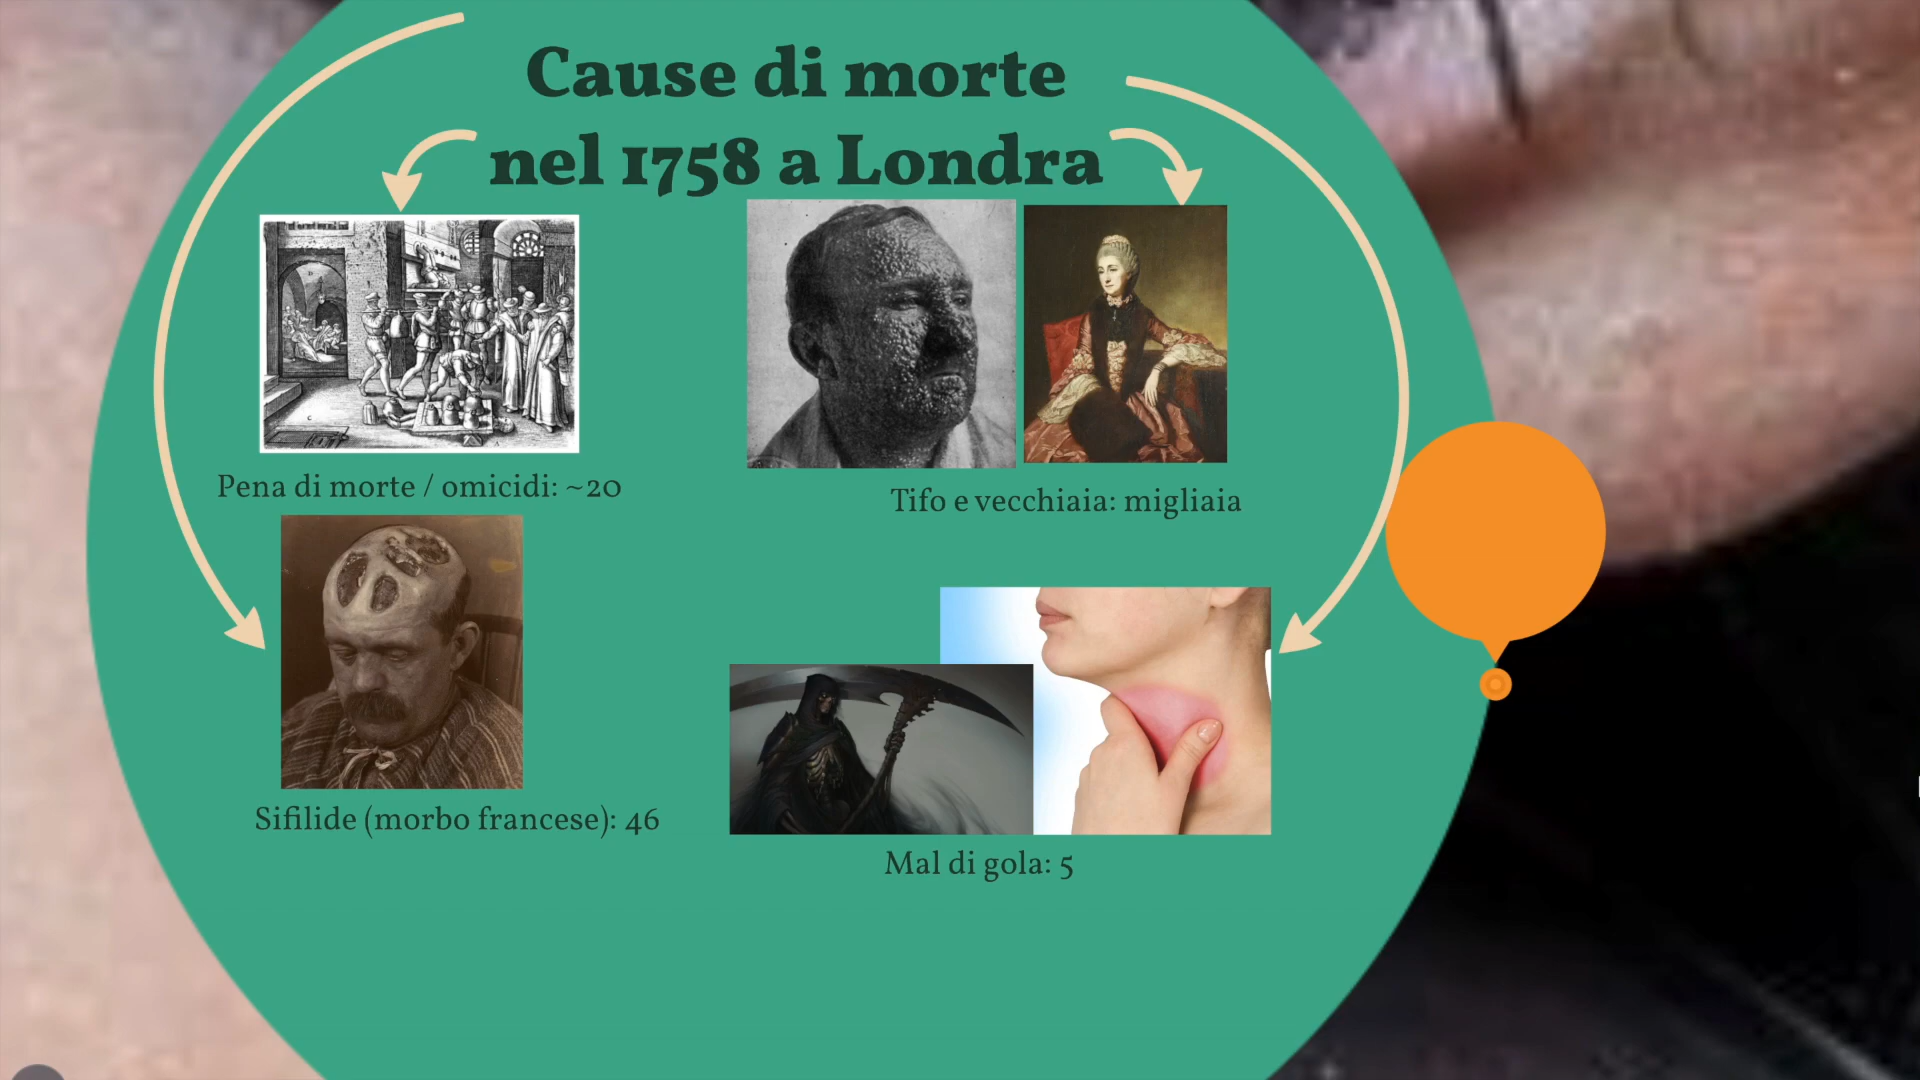 Cause di morte
nel 1758 a Londra
Pena di morte / omicidi: ~20
Tifo e vecchiaia: migliaia
Sifilide (morbo francese): 46
Mal di gola: 5